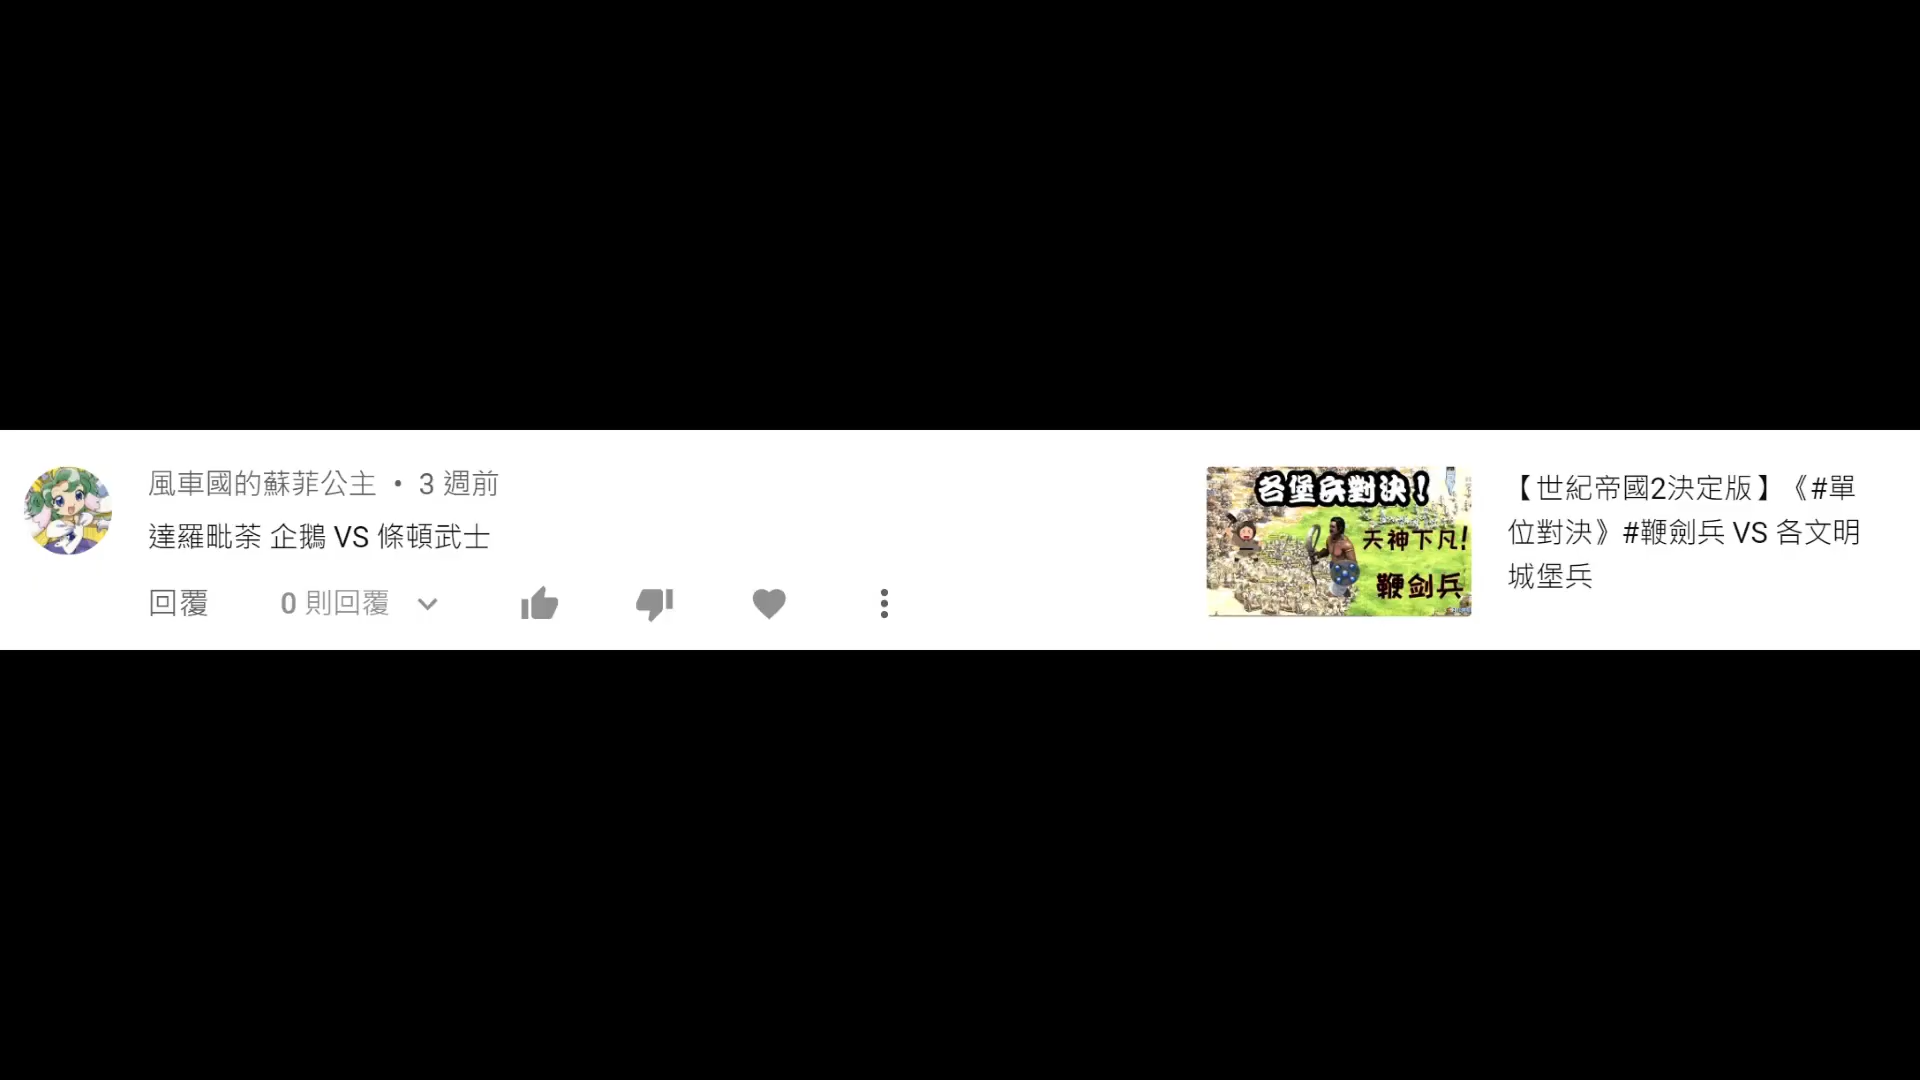 風車國的蘇菲公主 • 3 週前
達羅毗荼 企鵝 VS 條頓武士
回覆
0 則回覆
各堡兵對決！
天神下凡!
鞭劍兵
【世紀帝國2決定版】《#單
位對決》#鞭劍兵 VS 各文明
城堡兵